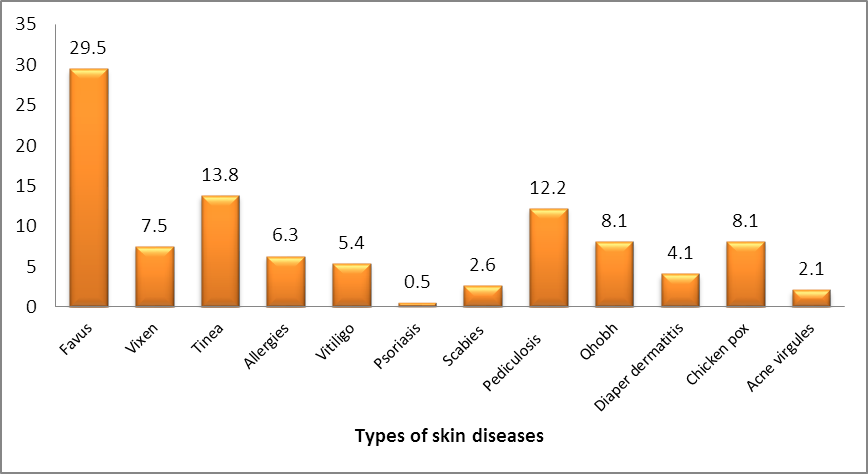 35
30
25
20
15
10
5
0
29.5
7.5
13.8
6.3
5.4
0.5
2.6
12.2
8.1
4.1
8.1
2.1
Favus
Vixen
Tinea
Allergies
Vitiligo
Psoriasis
Scabies
Pediculosis
Qhobh
Diaper dermatitis
Chicken pox
Acne virgules
Types of skin diseases